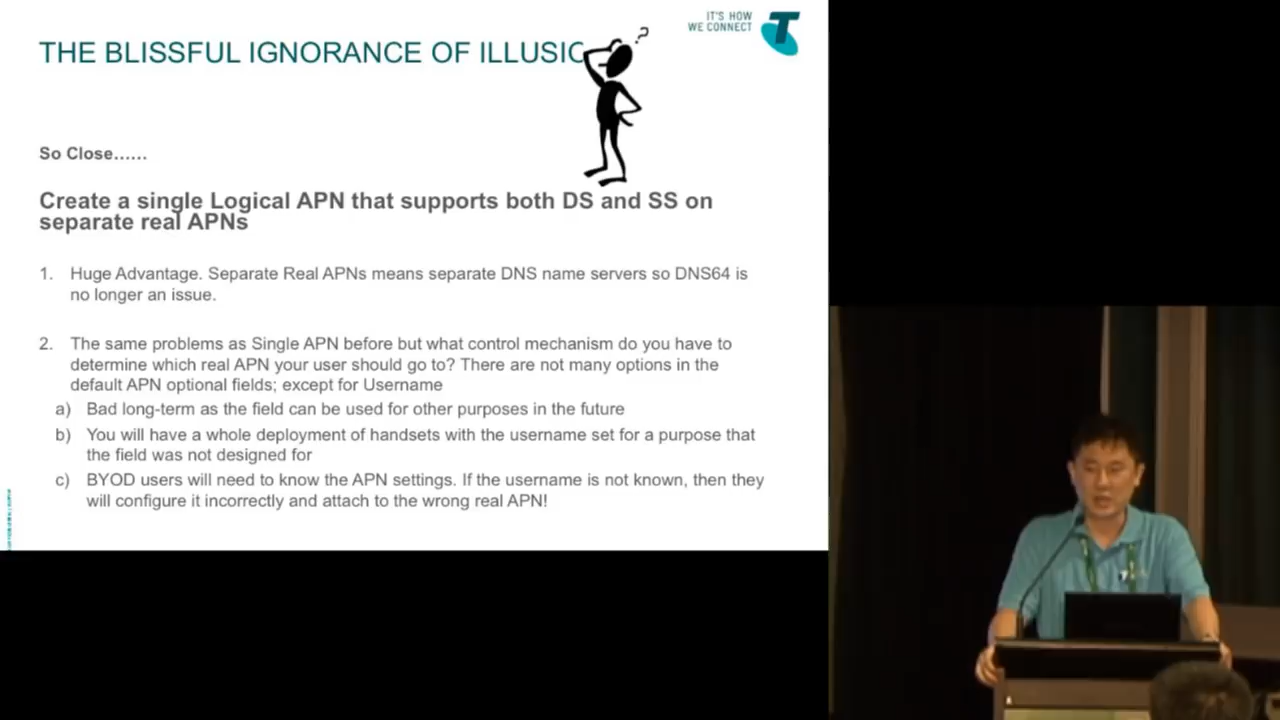 IT'S HOW
WE CONNECT
THE BLISSFUL IGNORANCE OF ILLUSIO
?
So Close……
Create a single Logical APN that supports both DS and SS on
separate real APNs
1. Huge Advantage. Separate Real APNs means separate DNS name servers so DNS64 is
no longer an issue.
2. The same problems as Single APN before but what control mechanism do you have to
determine which real APN your user should go to? There are not many options in the
default APN optional fields; except for Username
a) Bad long-term as the field can be used for other purposes in the future
b) You will have a whole deployment of handsets with the username set for a purpose that
the field was not designed for
c) BYOD users will need to know the APN settings. If the username is not known, then they
will configure it incorrectly and attach to the wrong real APN!